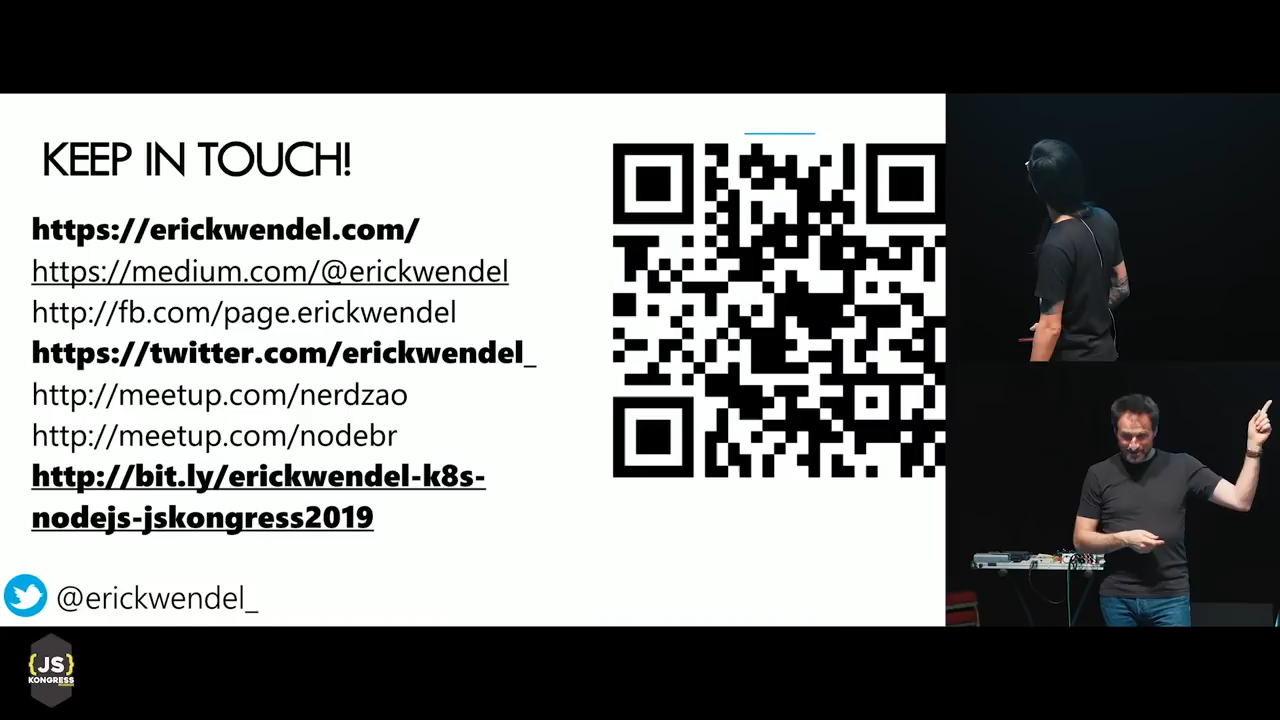 KEEP IN TOUCH!
https://erickwendel.com/
https://medium.com/@erickwendel
http://fb.com/page.erickwendel
https://twitter.com/erickwendel_
http://meetup.com/nerdzao
http://meetup.com/nodebr
http://bit.ly/erickwendel-k8s-
nodejs-jskongress2019
@erickwendel_
{JS}
KONGRESS